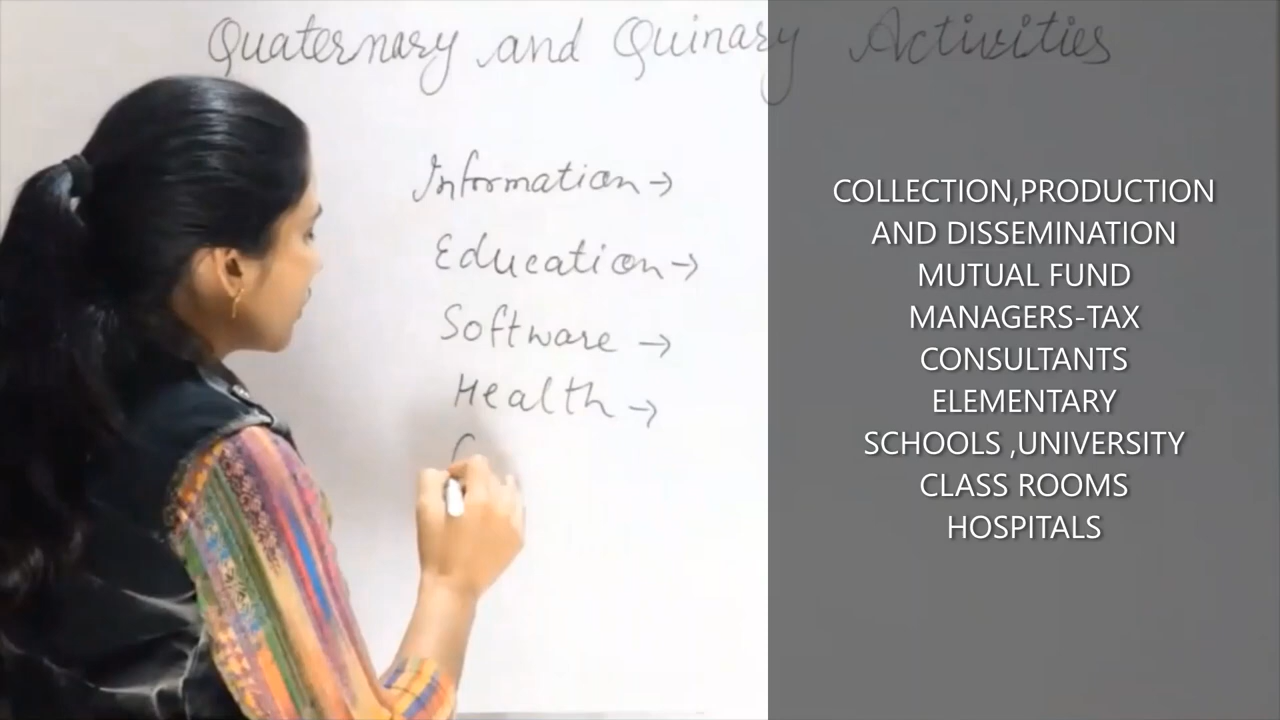 Quaternary and Quinary Activities
Information →
Education →
Software →
Health →
COLLECTION,PRODUCTION
AND DISSEMINATION
MUTUAL FUND
MANAGERS-TAX
CONSULTANTS
ELEMENTARY
SCHOOLS ,UNIVERSITY
CLASS ROOMS
HOSPITALS